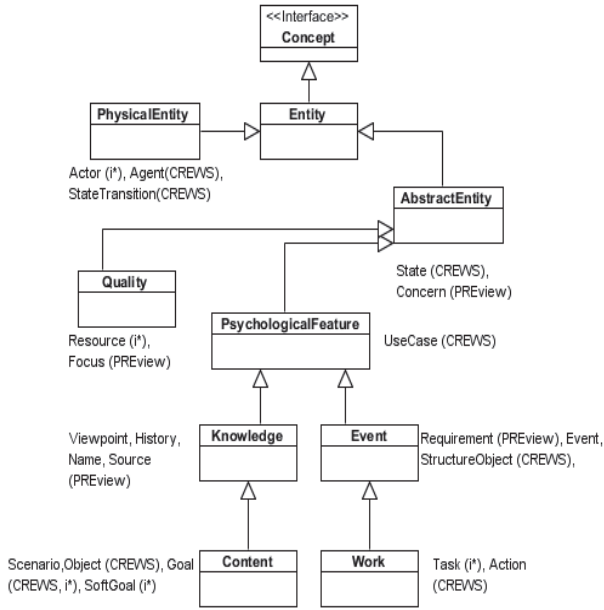 <<Interface>>
Concept
PhysicalEntity
Entity
Actor (i*), Agent(CREWS),
StateTransition(CREWS)
AbstractEntity
State (CREWS),
Concern (PREview)
Quality
Resource (i*),
Focus (PREview)
PsychologicalFeature
UseCase (CREWS)
Viewpoint, History,
Name, Source
(PREview)
Knowledge
Event
Requirement (PREview), Event,
StructureObject (CREWS),
Scenario,Object (CREWS), Goal
(CREWS, i*), SoftGoal (i*)
Content
Work
Task (i*), Action
(CREWS)